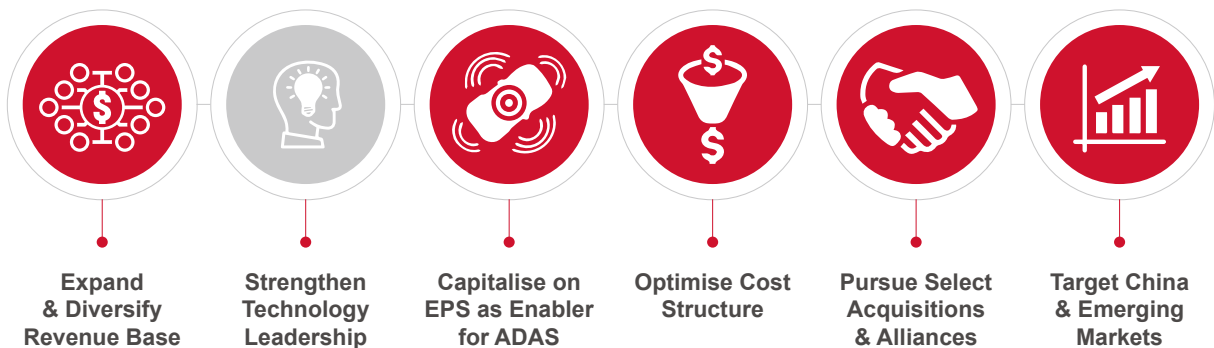 $
$
$
Expand
& Diversify
Revenue Base
Strengthen
Technology
Leadership
Capitalise on
EPS as Enabler
for ADAS
Optimise Cost
Structure
Pursue Select
Acquisitions
& Alliances
Target China
& Emerging
Markets